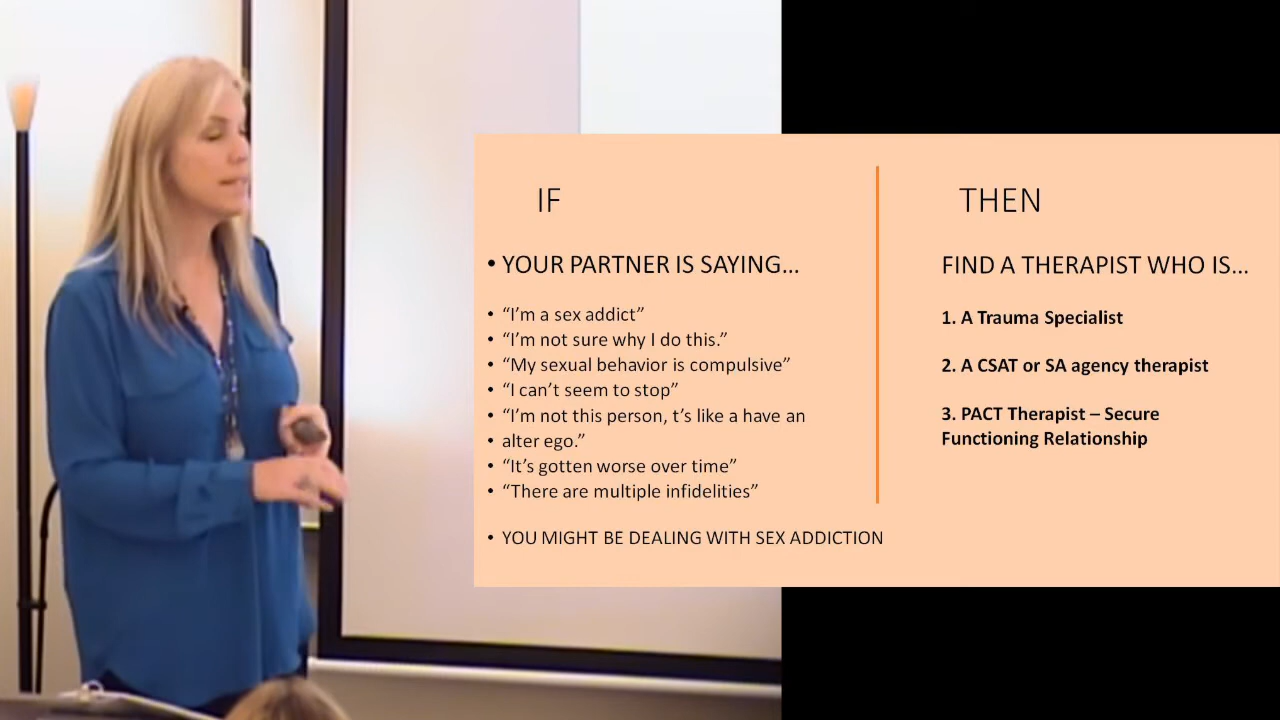 IF
• YOUR PARTNER IS SAYING...
• “I’m a sex addict”
• “I’m not sure why I do this.”
• “My sexual behavior is compulsive”
• “I can’t seem to stop”
• “I’m not this person, t’s like a have an
• alter ego.”
• “It’s gotten worse over time”
• “There are multiple infidelities”
• YOU MIGHT BE DEALING WITH SEX ADDICTION
THEN
FIND A THERAPIST WHO IS...
1. A Trauma Specialist
2. A CSAT or SA agency therapist
3. PACT Therapist – Secure
Functioning Relationship